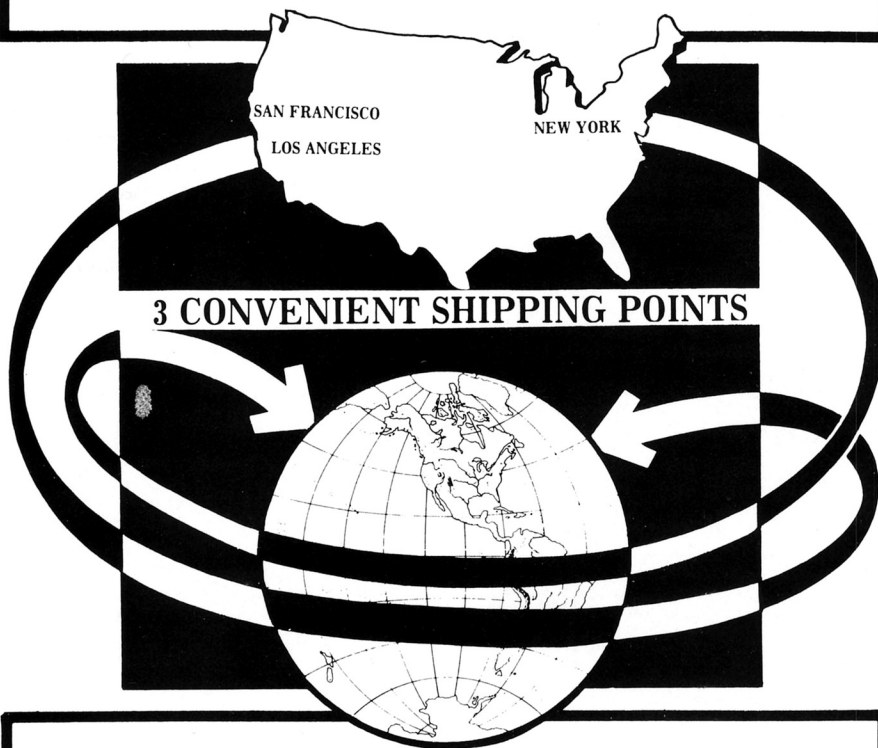 SAN FRANCISCO
NEW YORK
LOS ANGELES
3 CONVENIENT SHIPPING POINTS